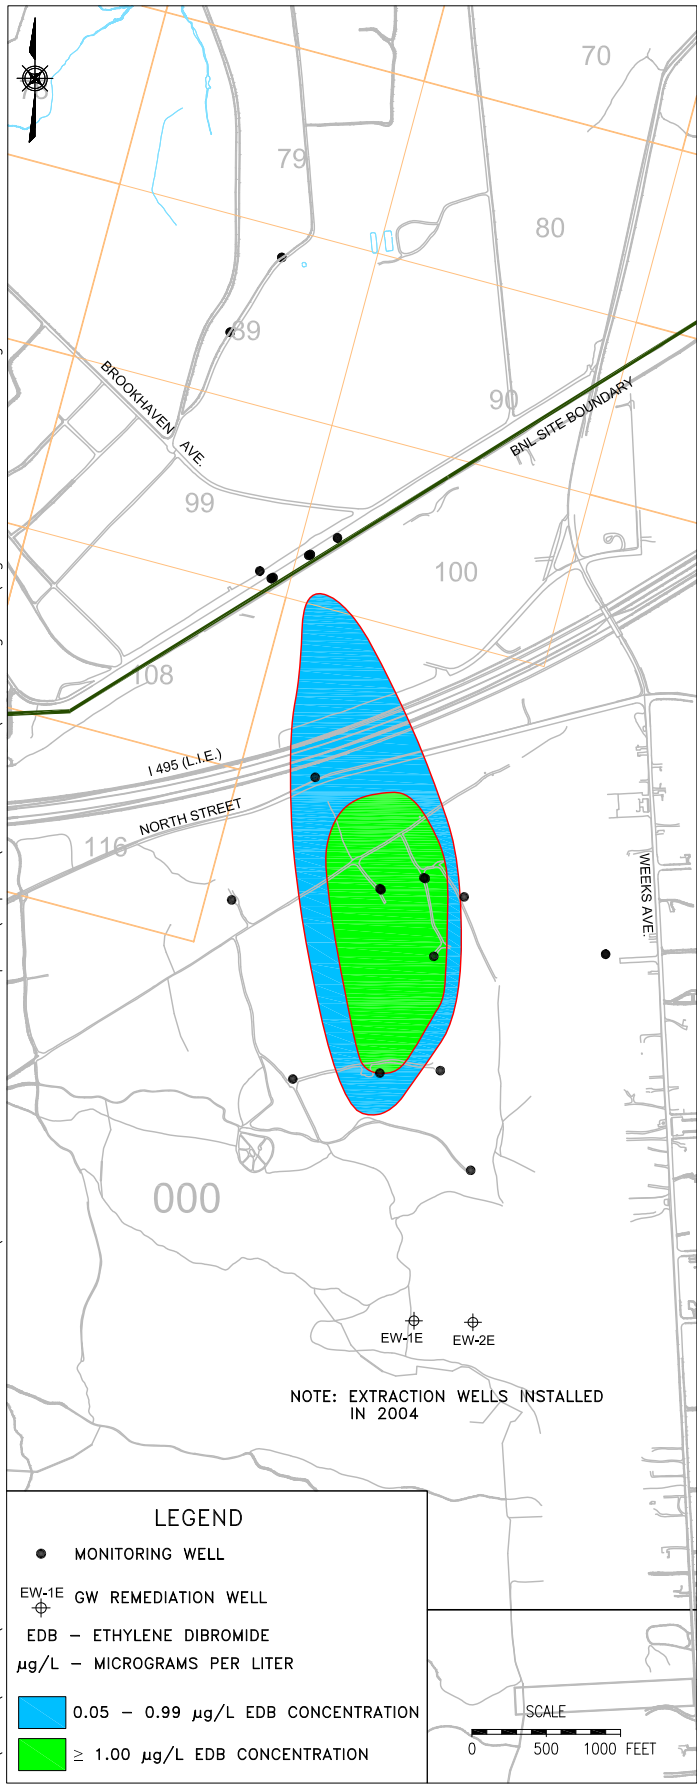 70
79
80
89
BROOKHAVEN AVE.
90
BNL SITE BOUNDARY
99
100
108
I 495 (L.I.E.)
NORTH STREET
116
WEEKS AVE.
000
EW-1E
EW-2E
NOTE: EXTRACTION WELLS INSTALLED
IN 2004
LEGEND
MONITORING WELL
EW-1E
GW REMEDIATION WELL
EDB – ETHYLENE DIBROMIDE
µg/L – MICROGRAMS PER LITER
0.05 – 0.99 µg/L EDB CONCENTRATION
≥ 1.00 µg/L EDB CONCENTRATION
SCALE
0 500 1000 FEET